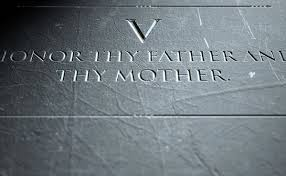 V
HONOR THY FATHER AND
THY MOTHER.